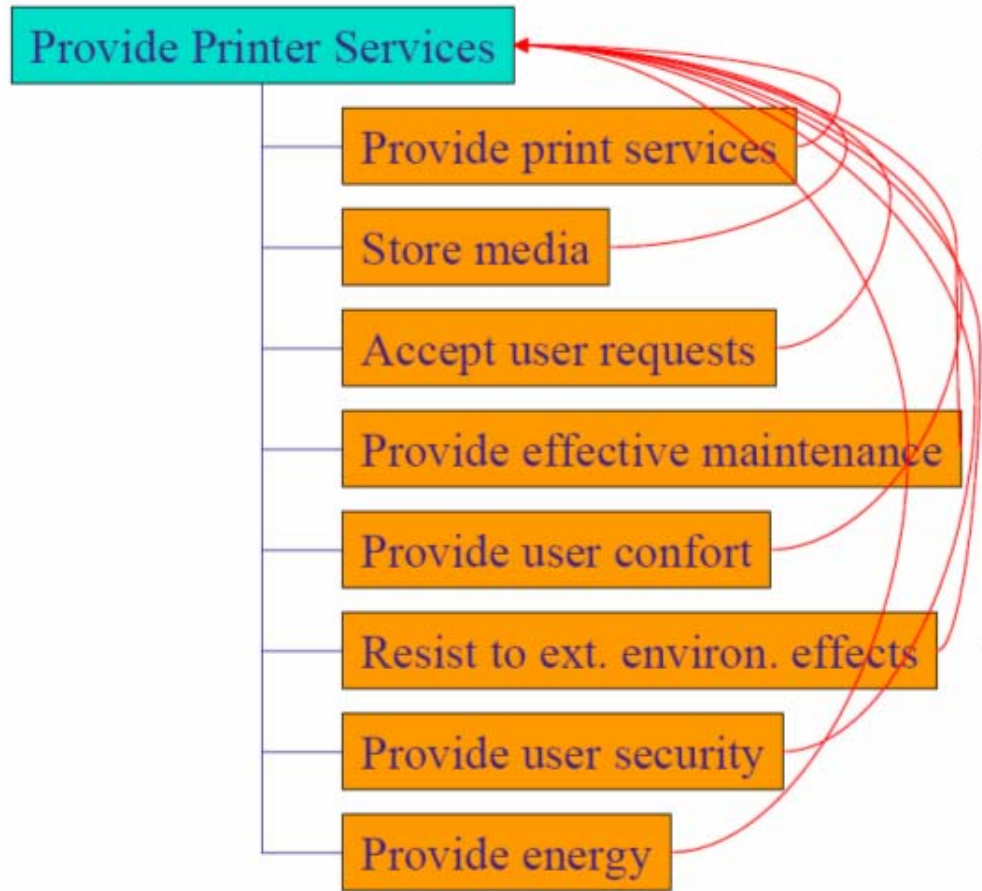 Provide Printer Services
Provide print services
Store media
Accept user requests
Provide effective maintenance
Provide user confort
Resist to ext. environ. effects
Provide user security
Provide energy